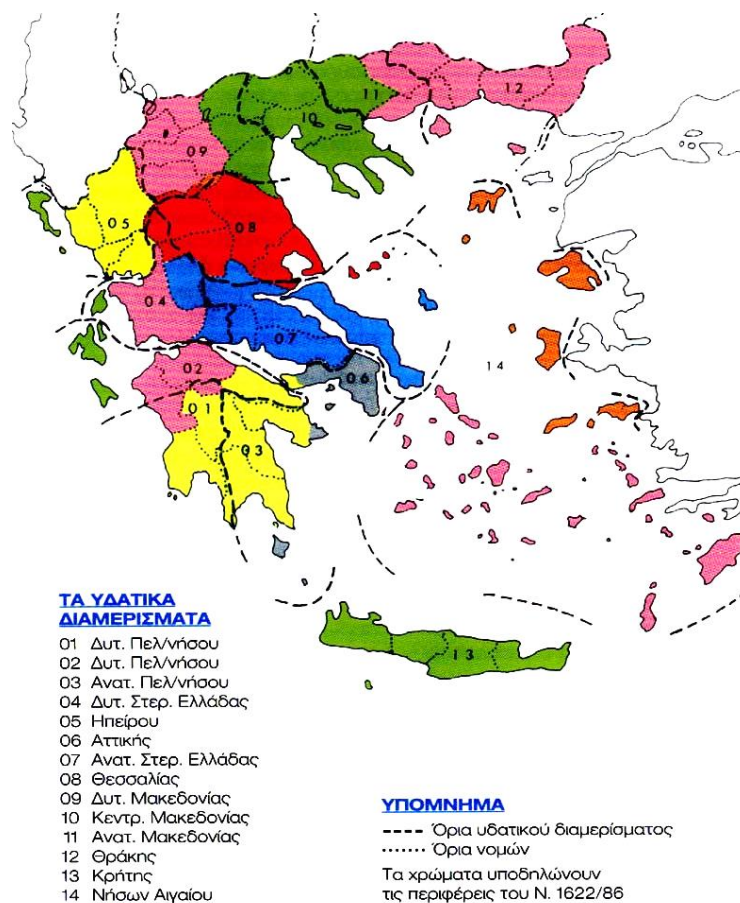 12
11
10
09
05
08
04
07
14
02
06
01
03
13
ΤΑ ΥΔΑΤΙΚΑ
ΔΙΑΜΕΡΙΣΜΑΤΑ
01 Δυτ. Πελ/νήσου
02 Δυτ. Πελ/νήσου
03 Ανατ. Πελ/νήσου
04 Δυτ. Στερ. Ελλάδας
05 Ηπείρου
06 Αττικής
07 Ανατ. Στερ. Ελλάδας
08 Θεσσαλίας
09 Δυτ. Μακεδονίας
10 Κεντρ. Μακεδονίας
11 Ανατ. Μακεδονίας
12 Θράκης
13 Κρήτης
14 Νήσων Αιγαίου
ΥΠΟΜΝΗΜΑ
Όρια υδατικού διαμερίσματος
Όρια νομών
Τα χρώματα υποδηλώνουν
τις περιφέρεις του Ν. 1622/86